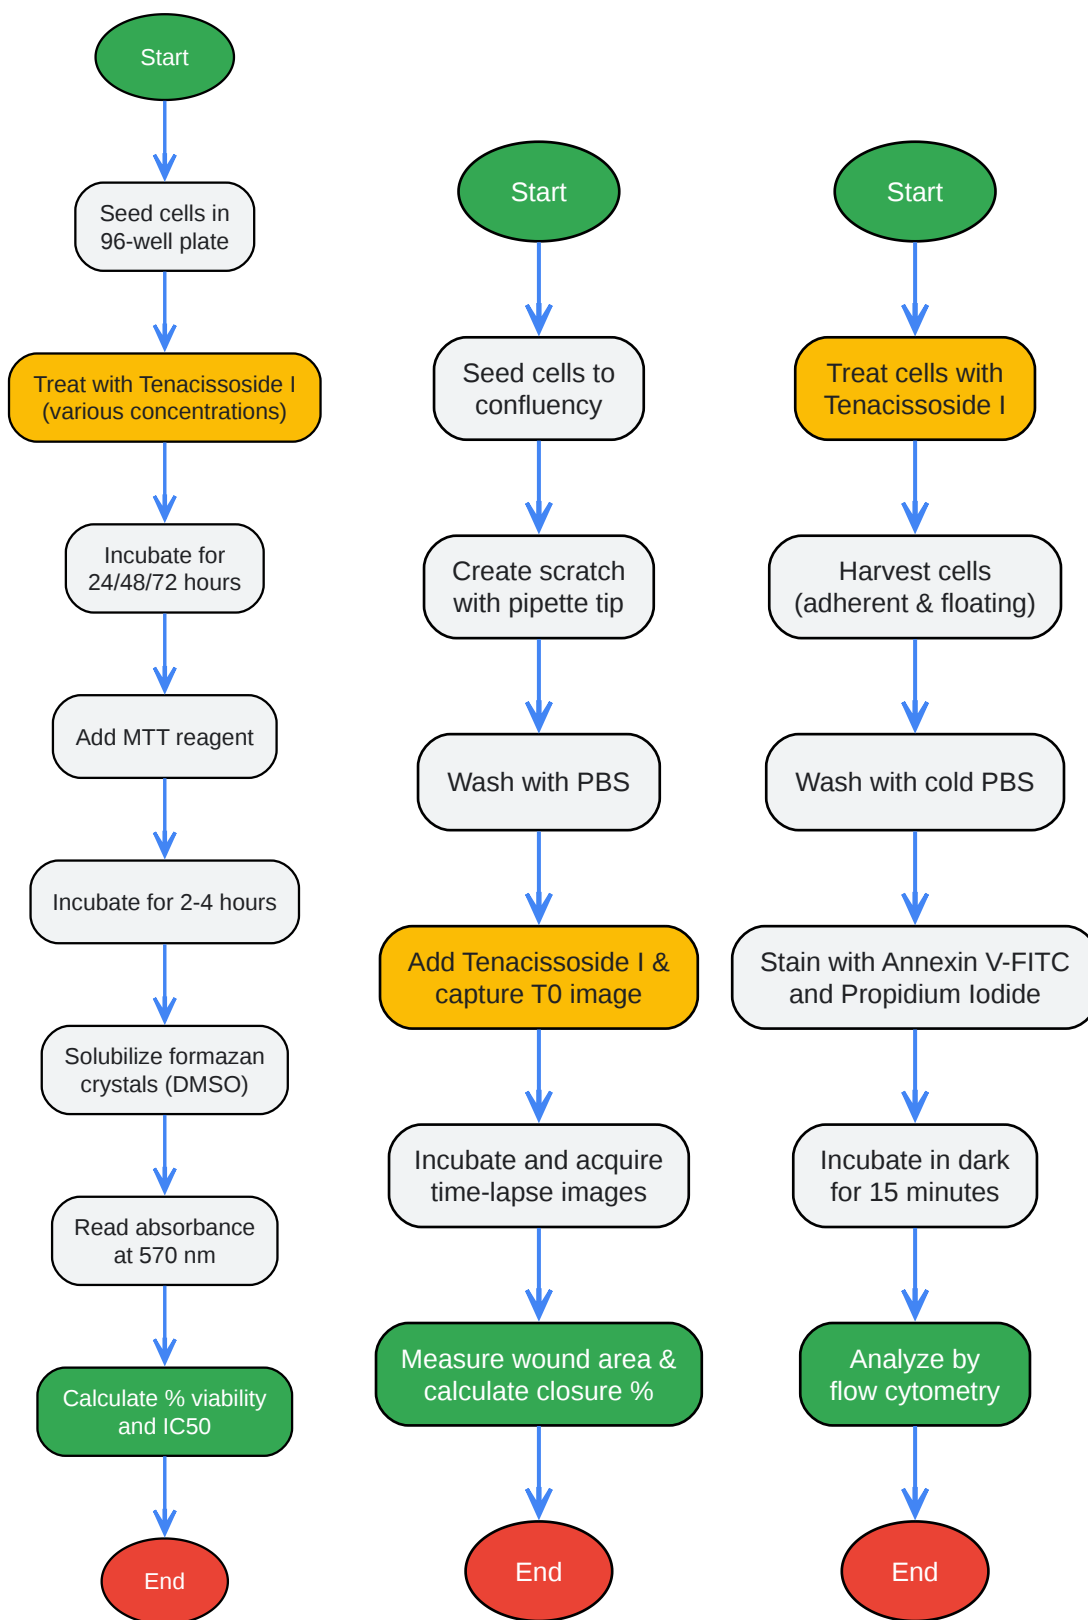 Start
Seed cells in
96-well plate
Treat with Tenacissoside I
(various concentrations)
Incubate for
24/48/72 hours
Add MTT reagent
Incubate for 2-4 hours
Solubilize formazan
crystals (DMSO)
Read absorbance
at 570 nm
Calculate % viability
and IC50
End
Start
Seed cells to
confluency
Create scratch
with pipette tip
Wash with PBS
Add Tenacissoside I &
capture T0 image
Incubate and acquire
time-lapse images
Measure wound area &
calculate closure %
End
Start
Treat cells with
Tenacissoside I
Harvest cells
(adherent & floating)
Wash with cold PBS
Stain with Annexin V-FITC
and Propidium Iodide
Incubate in dark
for 15 minutes
Analyze by
flow cytometry
End